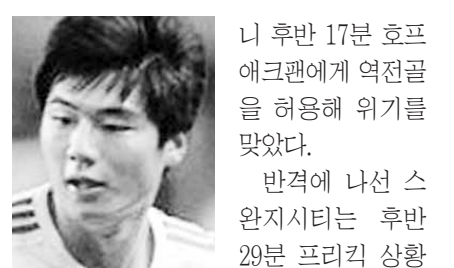 니 후반 17분 호프
애크팬에게 역전골
을 허용해 위기를
맞았다.
반격에 나선 스
완지시티는 후반
29분 프리킥 상황